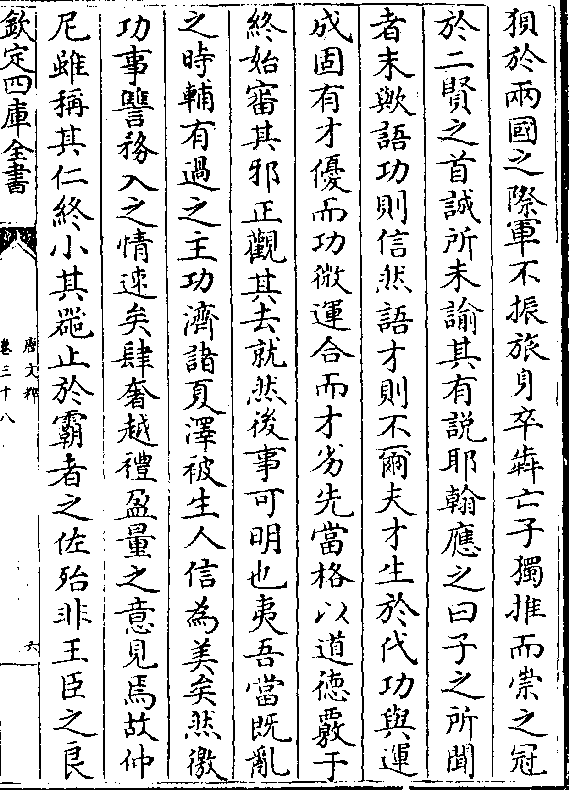 狽於兩國之際軍不振旅身卒犇亡子獨推而崇之冠
於二賢之首誠所未諭其有說耶翰應之曰子之所聞
者末歟語功則信然語才則不爾夫才生於代功與運
成固有才優而功微運合而才劣先當格以道德覈于
終始審其邪正觀其去就然後事可明也夷吾當既亂
之時輔有過之主功濟諸夏澤被生人信為美矣然徼
功事讐務入之情速矣肆奢越禮盈量之意見焉故仲
尼雖稱其仁終小其噐止於霸者之佐殆非王臣之良
欽定四庫全書
唐文粹
卷三十八
六